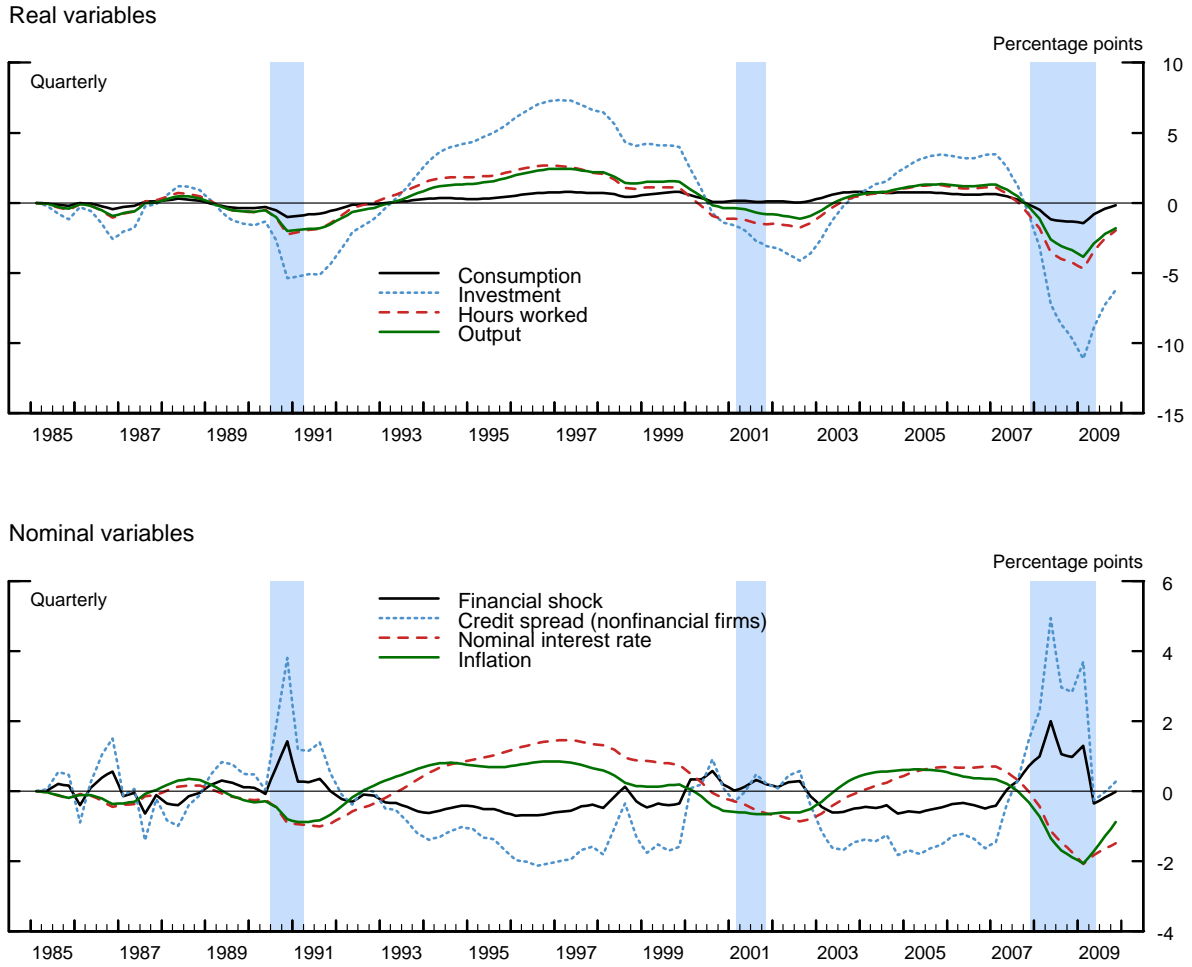 Real variables
Percentage points
Quarterly
10
5
0
-5
-10
-15
Consumption
Investment
Hours worked
Output
1985 1987 1989 1991 1993 1995 1997 1999 2001 2003 2005 2007 2009
Nominal variables
Percentage points
Quarterly
6
4
2
0
-2
-4
Financial shock
Credit spread (nonfinancial firms)
Nominal interest rate
Inflation
1985 1987 1989 1991 1993 1995 1997 1999 2001 2003 2005 2007 2009